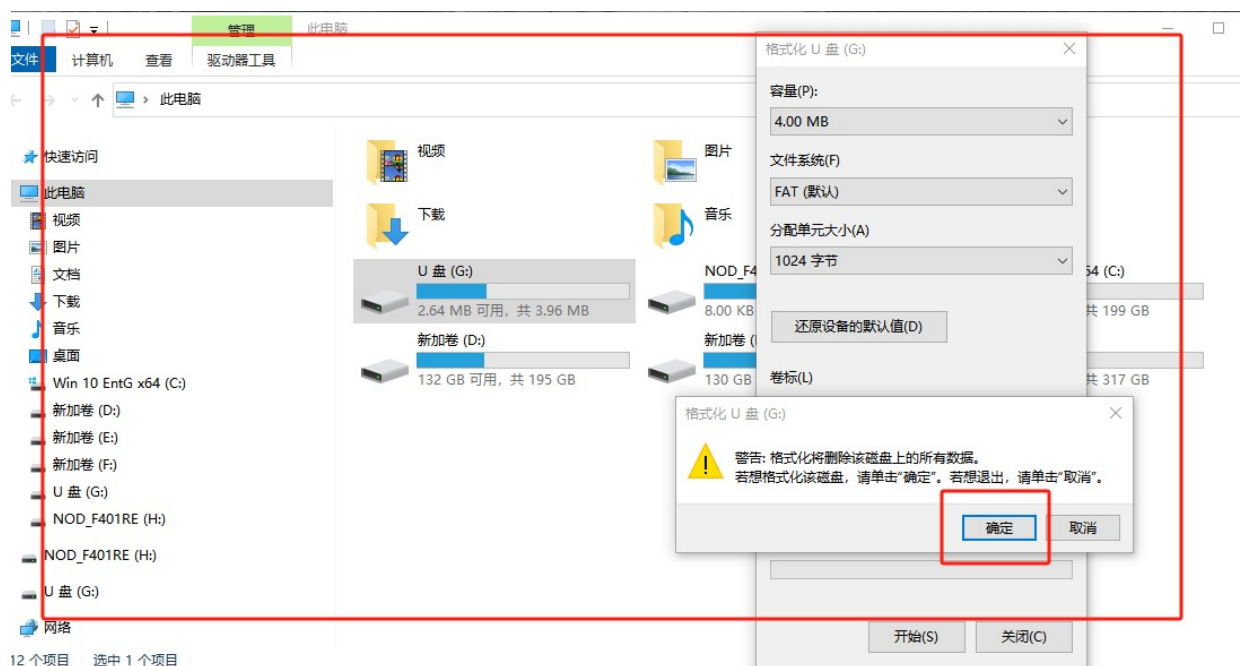 管理
此电脑
文件
计算机
查看
驱动器工具
此电脑
快速访问
此电脑
视频
图片
文档
下载
音乐
桌面
Win 10 EntG x64 (C:)
新加卷 (D:)
新加卷 (E:)
新加卷 (F:)
U 盘 (G:)
NOD_F401RE (H:)
NOD_F401RE (H:)
U 盘 (G:)
网络
12 个项目
选中 1 个项目
视频
图片
下载
音乐
U 盘 (G:)
2.64 MB 可用，共 3.96 MB
NOD_F4
8.00 KB
64 (C:)
共 199 GB
新加卷 (D:)
132 GB 可用，共 195 GB
新加卷 (
130 GB
共 317 GB
格式化 U 盘 (G:)
容量(P):
4.00 MB
文件系统(F)
FAT (默认)
分配单元大小(A)
1024 字节
还原设备的默认值(D)
卷标(L)
格式化 U 盘 (G:)
警告: 格式化将删除该磁盘上的所有数据。
若想格式化该磁盘，请单击“确定”。若想退出，请单击“取消”。
确定
取消
开始(S)
关闭(C)